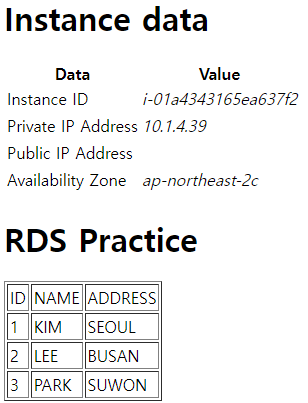 Instance data
Data Value
Instance ID i-01a4343165ea637f2
Private IP Address 10.1.4.39
Public IP Address
Availability Zone ap-northeast-2c
RDS Practice
ID NAME ADDRESS
1 KIM SEOUL
2 LEE BUSAN
3 PARK SUWON